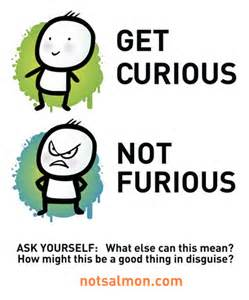 GET
CURIOUS
NOT
FURIOUS
ASK YOURSELF: What else can this mean?
How might this be a good thing in disguise?
notsalmon.com